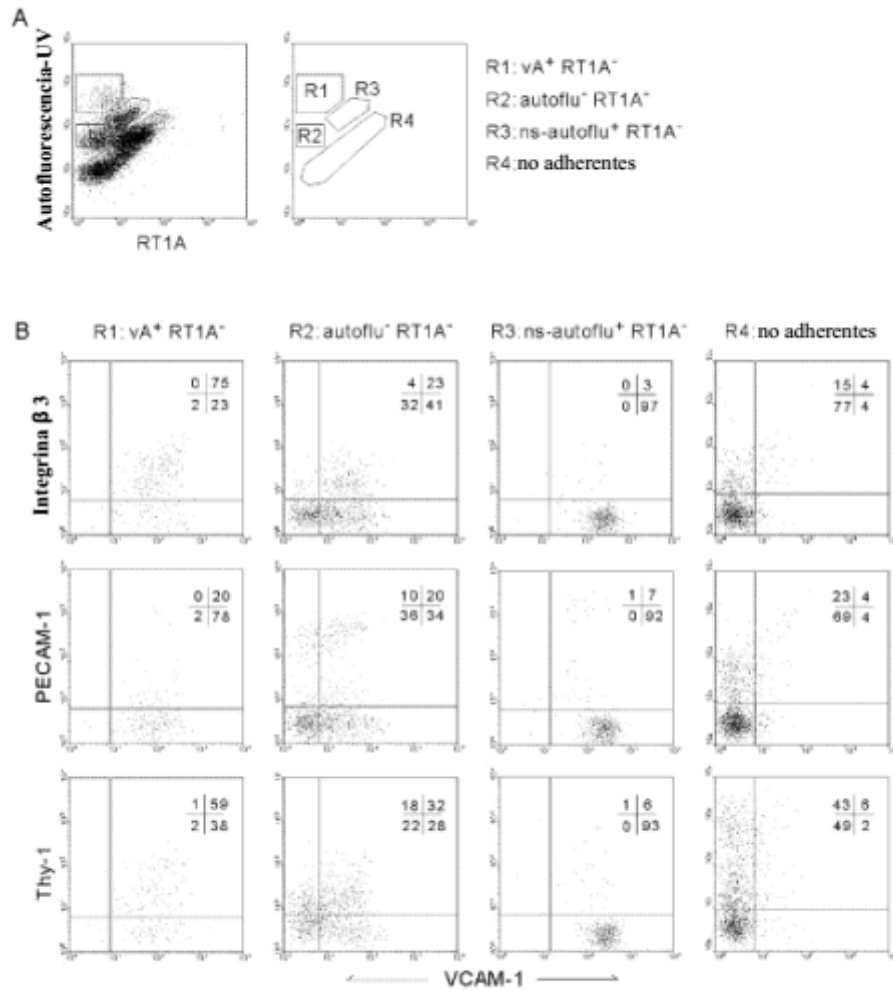 A
Autofluorescencia-UV
RT1A
R1
R2
R3
R4
R1: vA⁺ RT1A⁻
R2: autoflu⁻ RT1A⁻
R3: ns-autoflu⁺ RT1A⁻
R4: no adherentes
B
R1: vA⁺ RT1A⁻
R2: autoflu⁻ RT1A⁻
R3: ns-autoflu⁺ RT1A⁻
R4: no adherentes
Integrina β 3
0 75
2 23
4 23
32 41
0 3
0 97
15 4
77 4
PECAM-1
0 20
2 78
10 20
36 34
1 7
0 92
23 4
69 4
Thy-1
1 59
2 38
18 32
22 28
1 6
0 93
43 6
49 2
VCAM-1